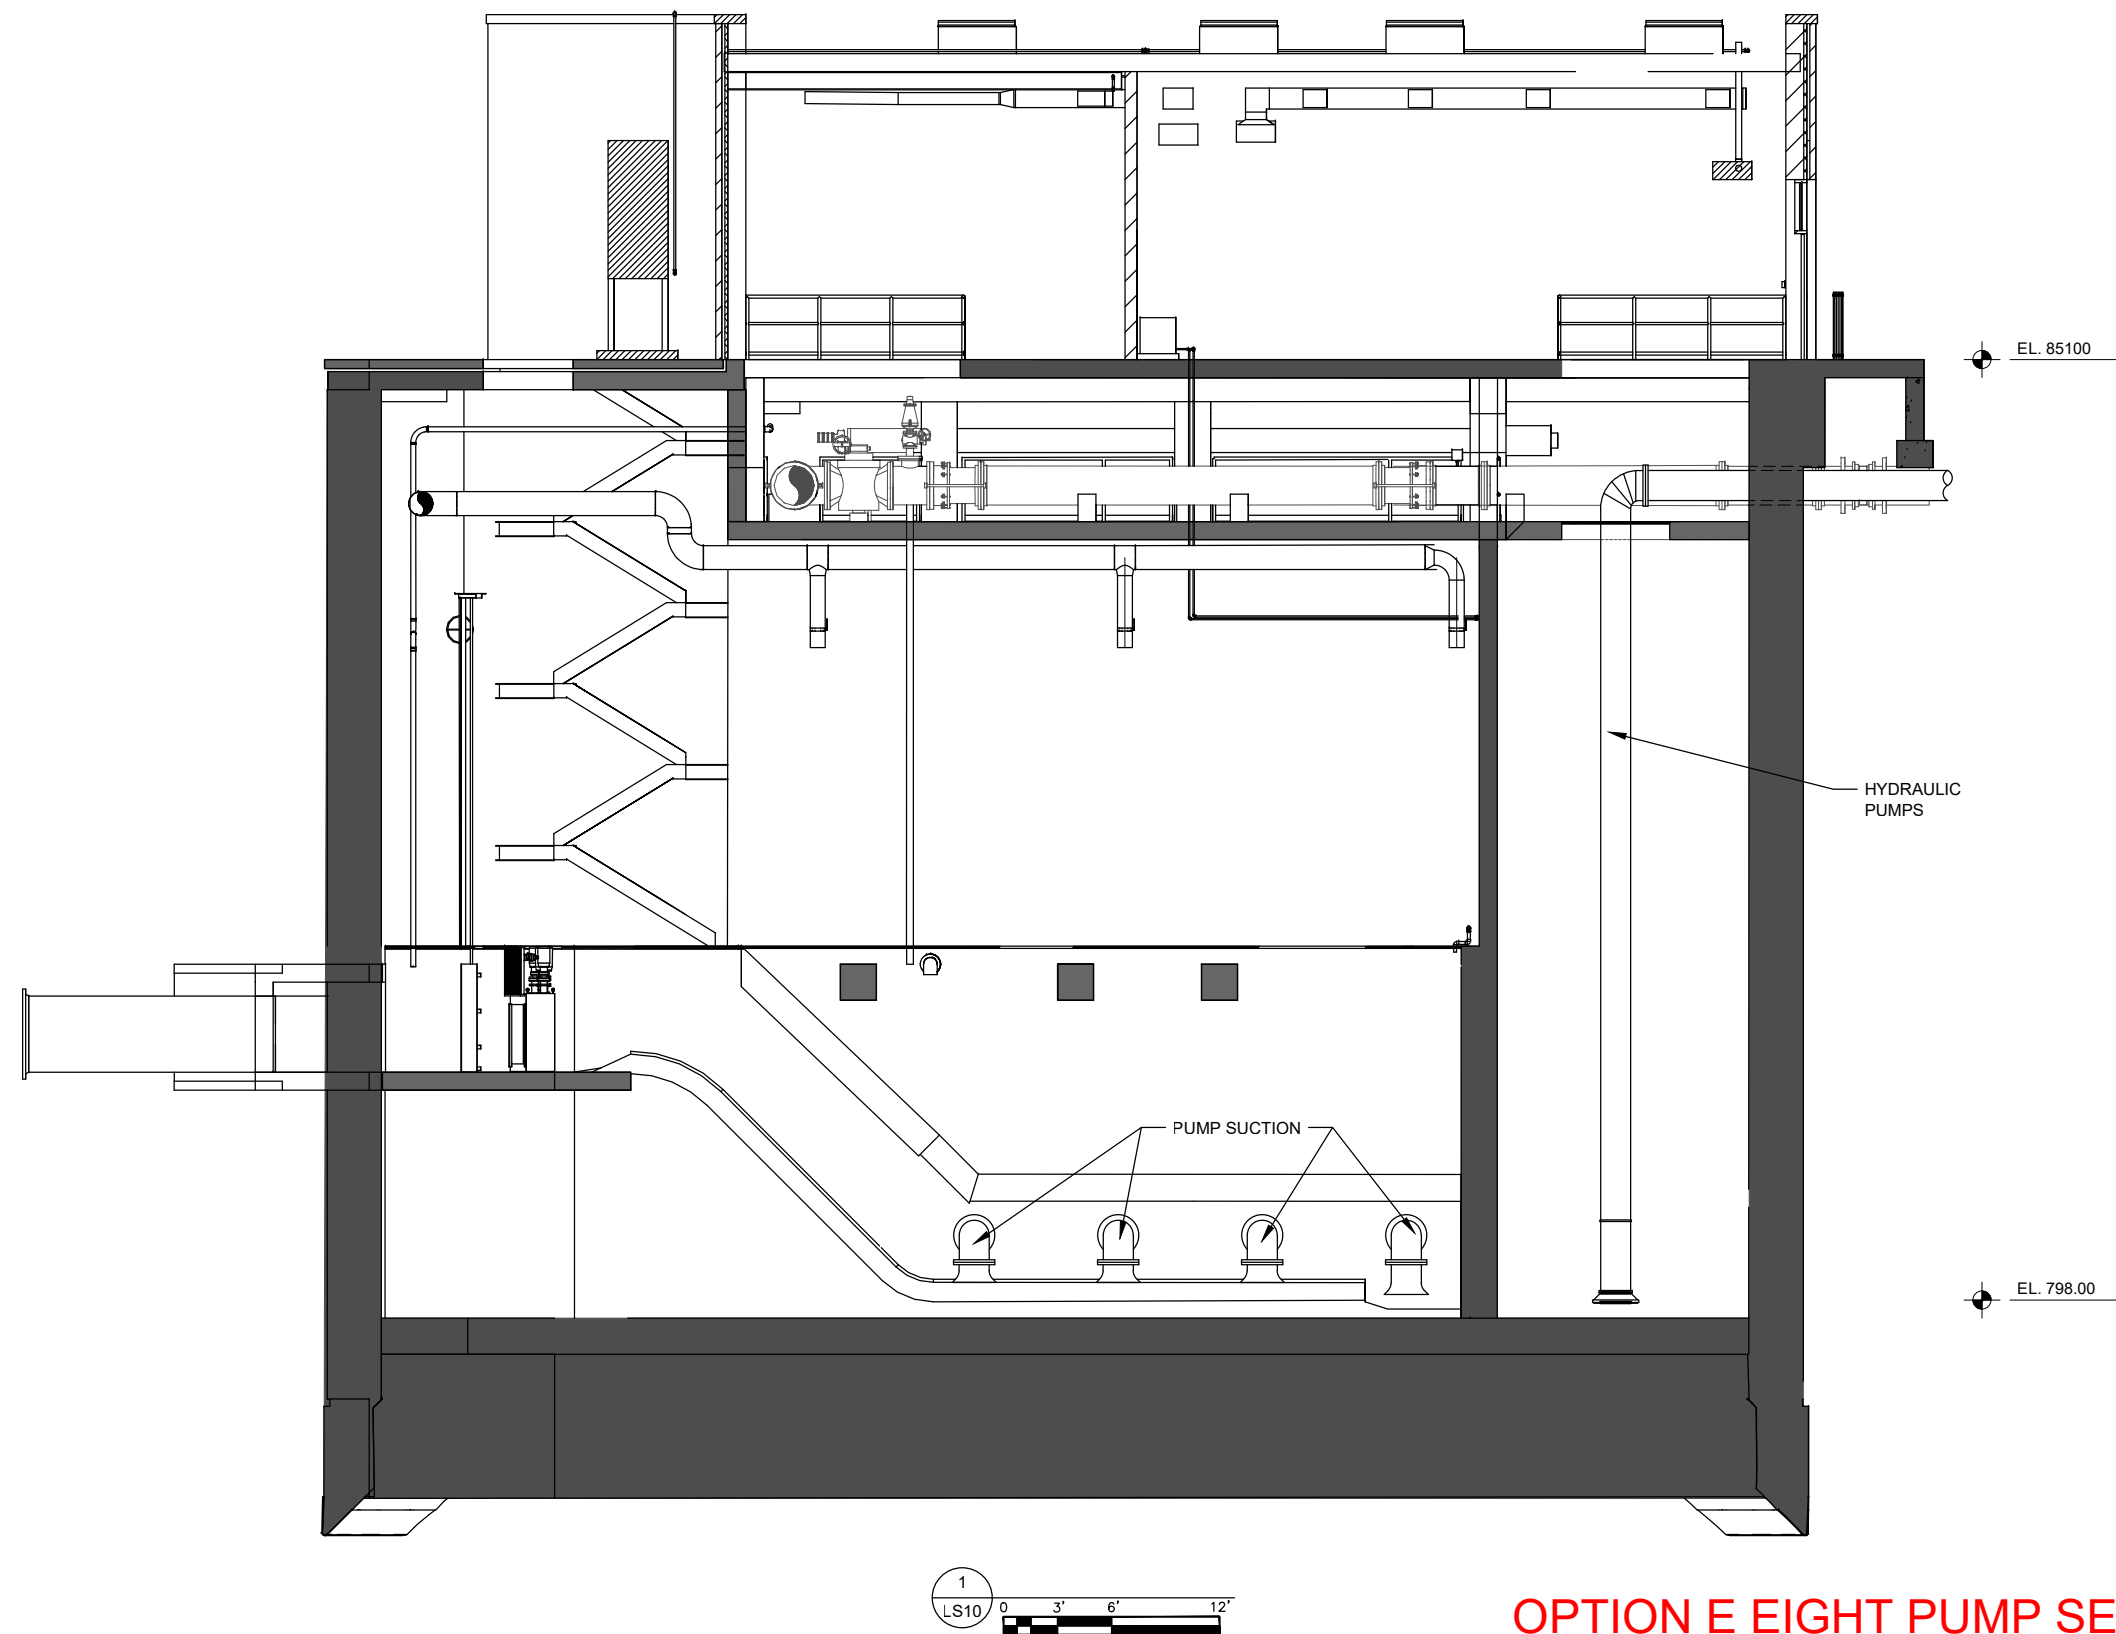 EL. 85100
HYDRAULIC
PUMPS
PUMP SUCTION
EL. 798.00
1
LS10
0 3' 6' 12'
OPTION E EIGHT PUMP SE